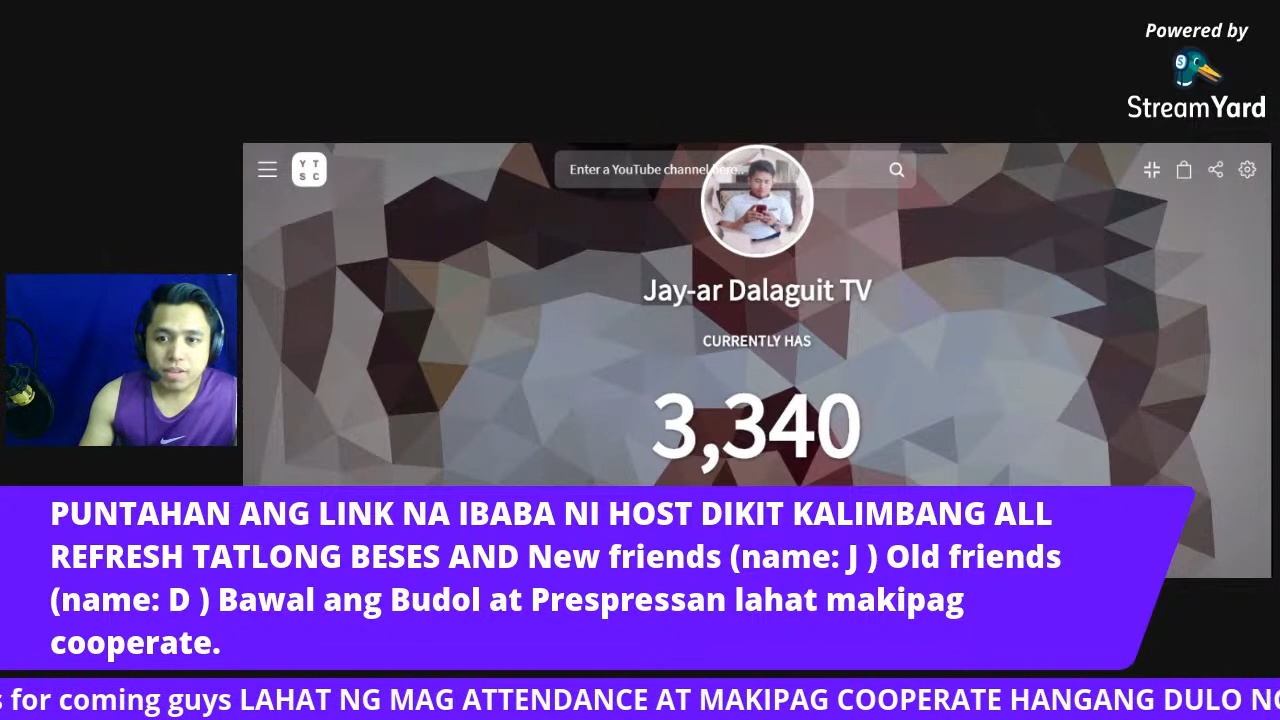 Powered by
StreamYard
Y T
S C
Enter a YouTube channel here...
Jay-ar Dalaguit TV
CURRENTLY HAS
3,340
PUNTAHAN ANG LINK NA IBABA NI HOST DIKIT KALIMBANG ALL
REFRESH TATLONG BESES AND New friends (name: J ) Old friends
(name: D ) Bawal ang Budol at Prespressan lahat makipag
cooperate.
s for coming guys LAHAT NG MAG ATTENDANCE AT MAKIPAG COOPERATE HANGANG DULO NG